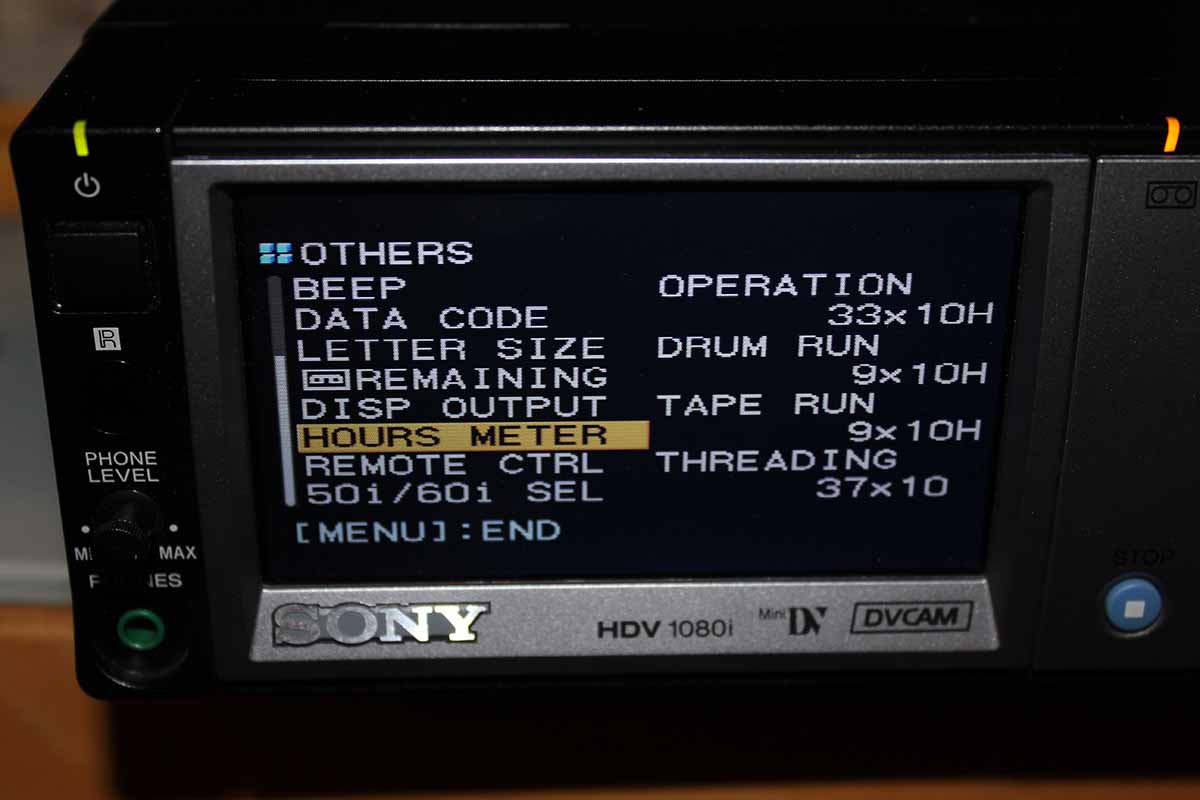 R
PHONE
LEVEL
MAX
OTHERS
BEEP OPERATION
DATA CODE 33x10H
LETTER SIZE DRUM RUN
REMAINING 9x10H
DISP OUTPUT TAPE RUN
HOURS METER 9x10H
REMOTE CTRL THREADING
50i/60i SEL 37x10
[MENU]:END
SONY
HDV 1080i
Mini DV
DVCAM
STOP